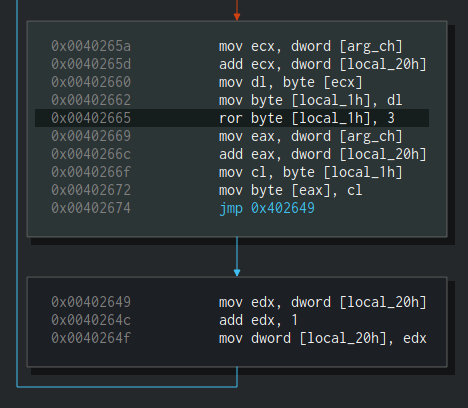 0x0040265a mov ecx, dword [arg_ch]
0x0040265d add ecx, dword [local_20h]
0x00402660 mov dl, byte [ecx]
0x00402662 mov byte [local_1h], dl
0x00402665 ror byte [local_1h], 3
0x00402669 mov eax, dword [arg_ch]
0x0040266c add eax, dword [local_20h]
0x0040266f mov cl, byte [local_1h]
0x00402672 mov byte [eax], cl
0x00402674 jmp 0x402649
0x00402649 mov edx, dword [local_20h]
0x0040264c add edx, 1
0x0040264f mov dword [local_20h], edx